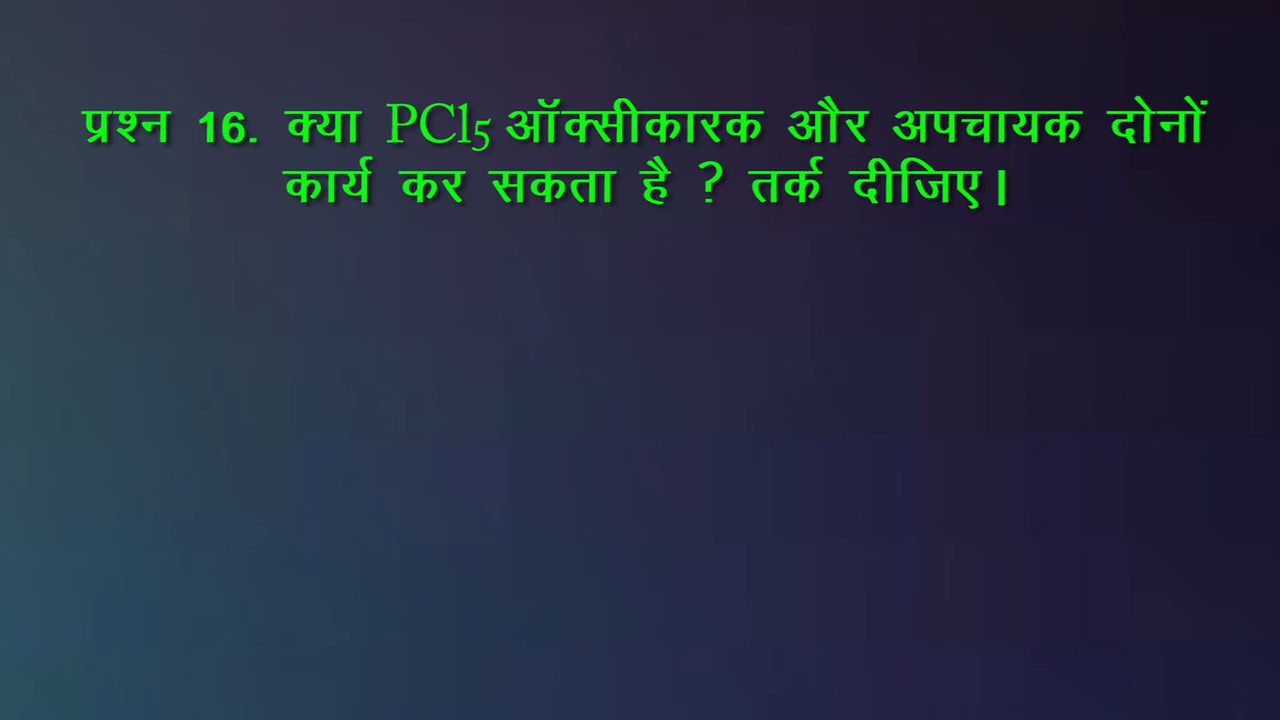 प्रश्न 16. क्या PCl₅ ऑक्सीकारक और अपचायक दोनों
कार्य कर सकता है ? तर्क दीजिए।